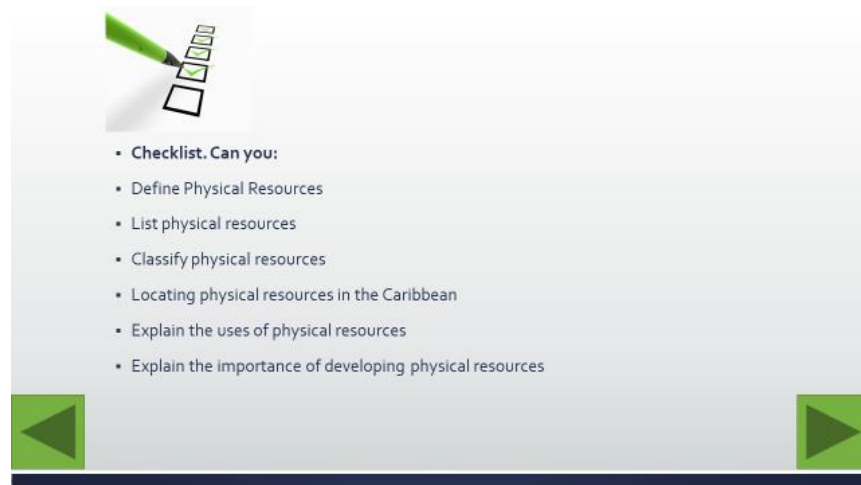 ▪ Checklist. Can you:
▪ Define Physical Resources
▪ List physical resources
▪ Classify physical resources
▪ Locating physical resources in the Caribbean
▪ Explain the uses of physical resources
▪ Explain the importance of developing physical resources